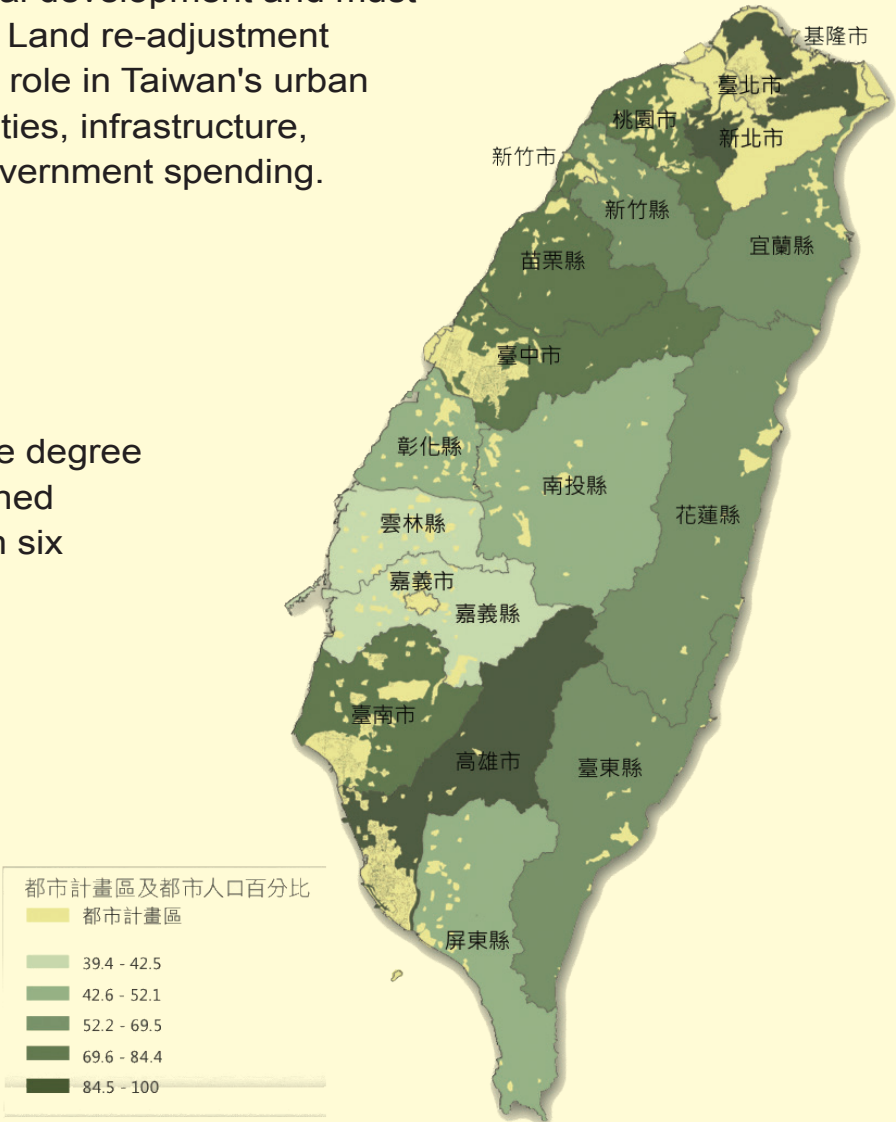 al development and must
Land re-adjustment
role in Taiwan's urban
ties, infrastructure,
vernment spending.
e degree
ned
n six
基隆市
臺北市
桃園市
新北市
新竹市
新竹縣
宜蘭縣
苗栗縣
臺中市
彰化縣
南投縣
花蓮縣
雲林縣
嘉義市
嘉義縣
臺南市
高雄市
臺東縣
屏東縣
都市計畫區及都市人口百分比
都市計畫區
39.4 - 42.5
42.6 - 52.1
52.2 - 69.5
69.6 - 84.4
84.5 - 100